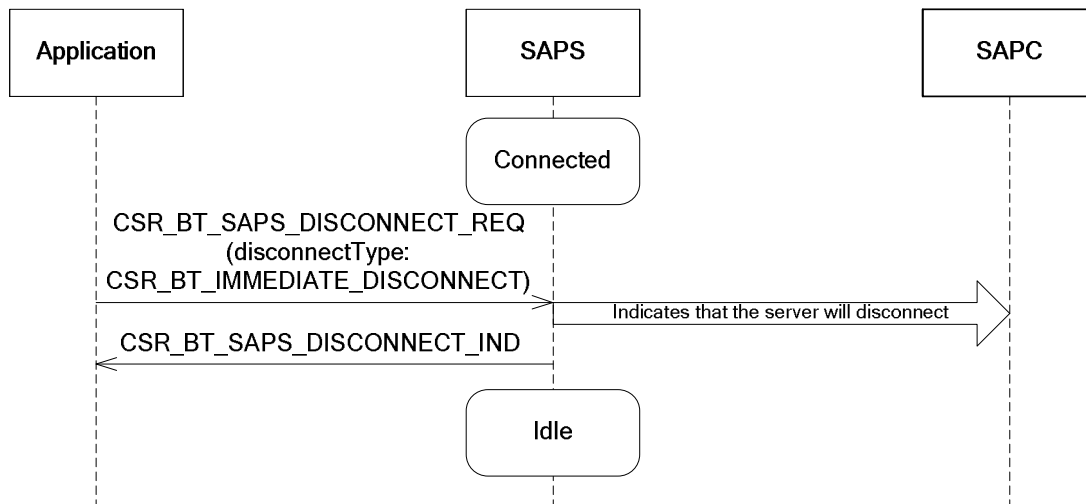 Application
SAPS
SAPC
Connected
CSR_BT_SAPS_DISCONNECT_REQ
(disconnectType:
CSR_BT_IMMEDIATE_DISCONNECT)
Indicates that the server will disconnect
CSR_BT_SAPS_DISCONNECT_IND
Idle